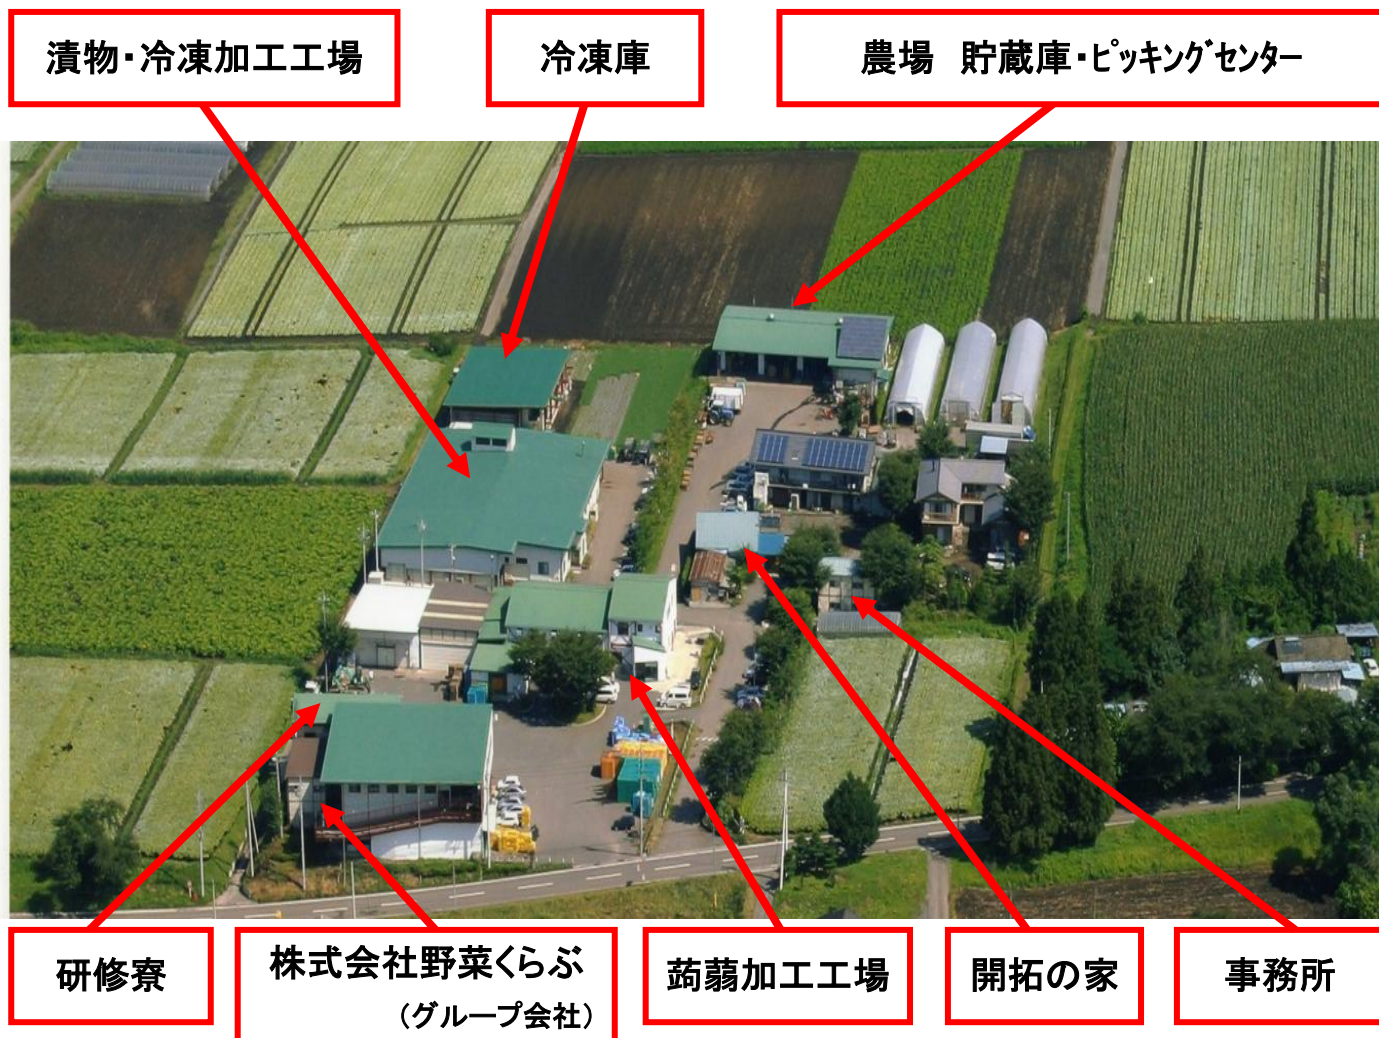 漬物・冷凍加工工場
冷凍庫
農場　貯蔵庫・ピッキングセンター
研修寮
株式会社野菜くらぶ
（グループ会社）
蒟蒻加工工場
開拓の家
事務所